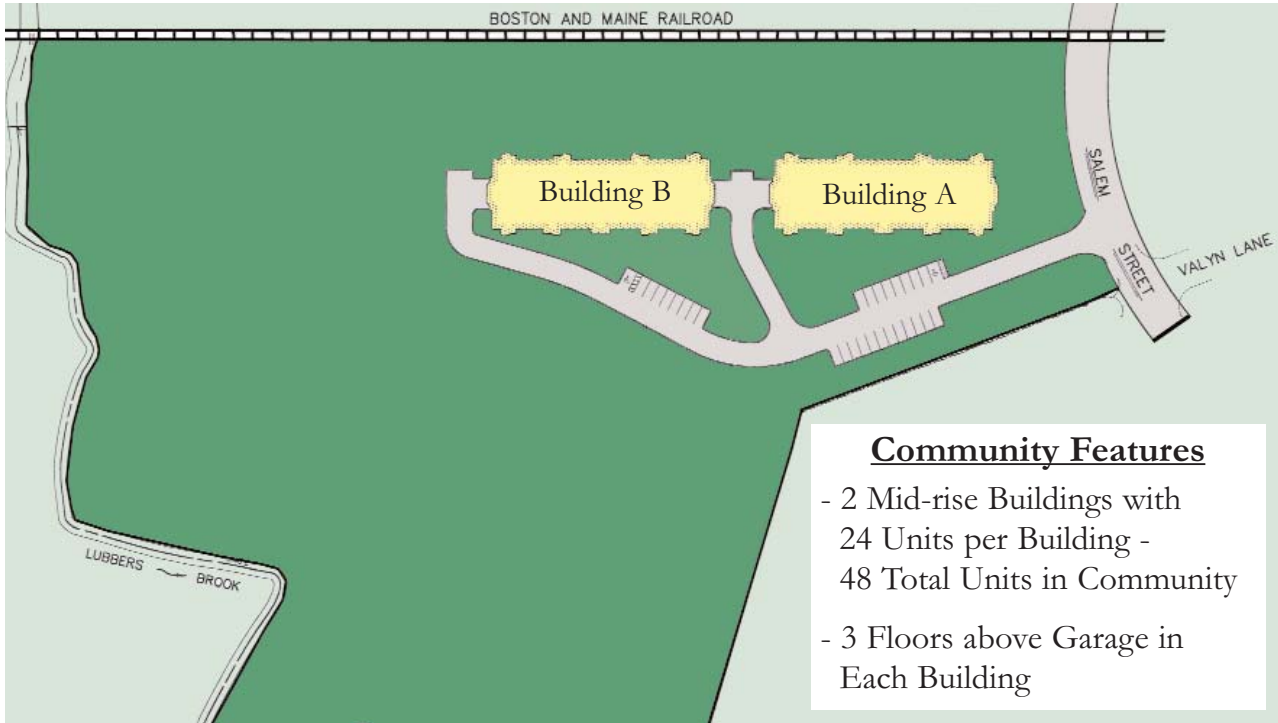 BOSTON AND MAINE RAILROAD
Building B
Building A
SALEM
STREET
VALYN LANE
LUBBERS
BROOK
Community Features
- 2 Mid-rise Buildings with
24 Units per Building -
48 Total Units in Community
- 3 Floors above Garage in
Each Building